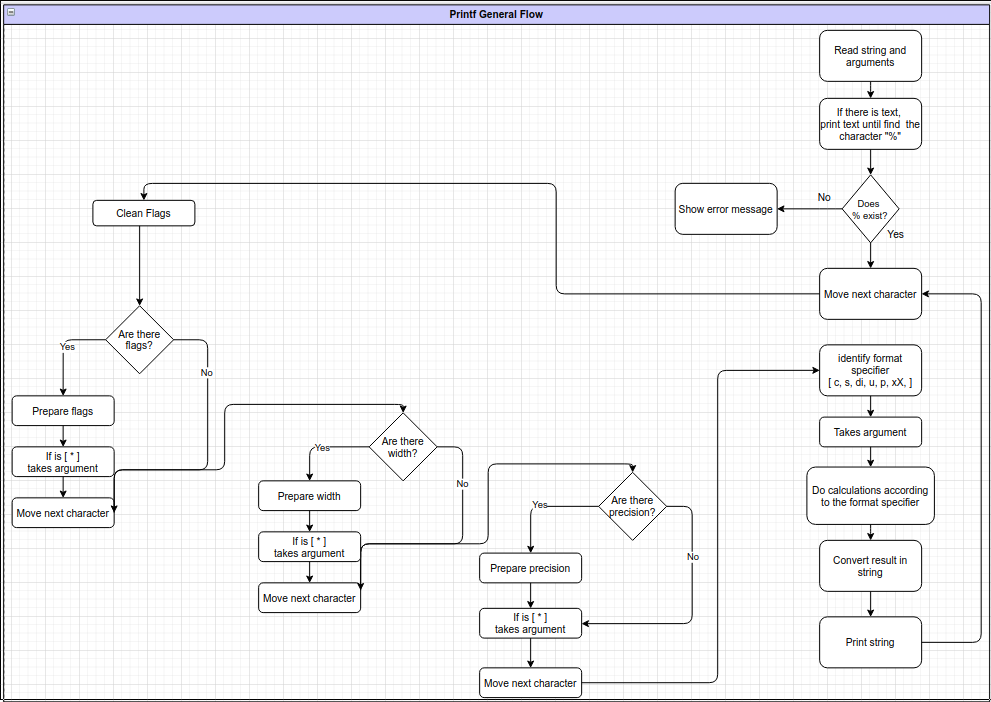 Printf General Flow
Read string and
arguments
If there is text,
print text until find the
character "%"
Does
% exist?
No
Yes
Show error message
Move next character
Clean Flags
Are there
flags?
Yes
No
Prepare flags
If is [ * ]
takes argument
Move next character
Are there
width?
Yes
No
Prepare width
If is [ * ]
takes argument
Move next character
Are there
precision?
Yes
No
Prepare precision
If is [ * ]
takes argument
Move next character
identify format
specifier
[ c, s, di, u, p, xX, ]
Takes argument
Do calculations according
to the format specifier
Convert result in
string
Print string